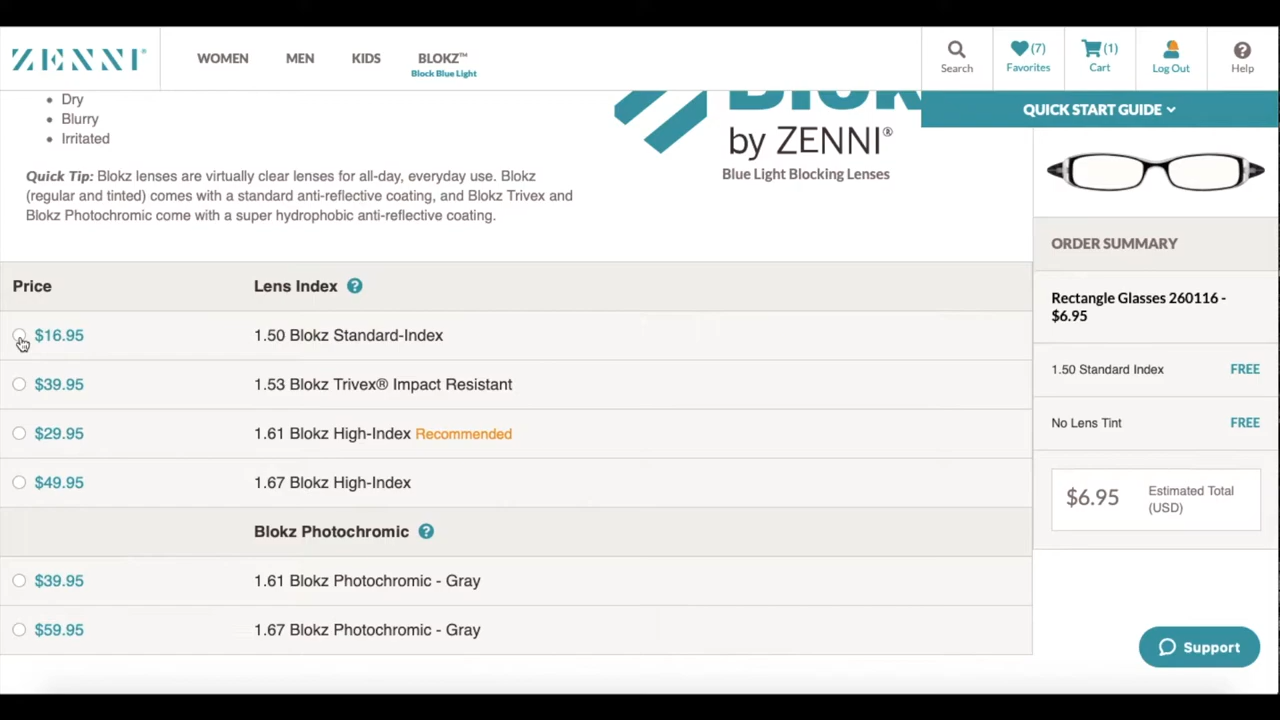 ZENNI®
WOMEN
MEN
KIDS
BLOKZ™
Block Blue Light
Search
(7)
Favorites
(1)
Cart
Log Out
Help
QUICK START GUIDE
• Dry
• Blurry
• Irritated
Quick Tip: Blokz lenses are virtually clear lenses for all-day, everyday use. Blokz
(regular and tinted) comes with a standard anti-reflective coating, and Blokz Trivex and
Blokz Photochromic come with a super hydrophobic anti-reflective coating.
by ZENNI®
Blue Light Blocking Lenses
Price
Lens Index ?
$16.95
1.50 Blokz Standard-Index
$39.95
1.53 Blokz Trivex® Impact Resistant
$29.95
1.61 Blokz High-Index Recommended
$49.95
1.67 Blokz High-Index
Blokz Photochromic ?
$39.95
1.61 Blokz Photochromic - Gray
$59.95
1.67 Blokz Photochromic - Gray
ORDER SUMMARY
Rectangle Glasses 260116 -
$6.95
1.50 Standard Index FREE
No Lens Tint FREE
$6.95
Estimated Total
(USD)
Support